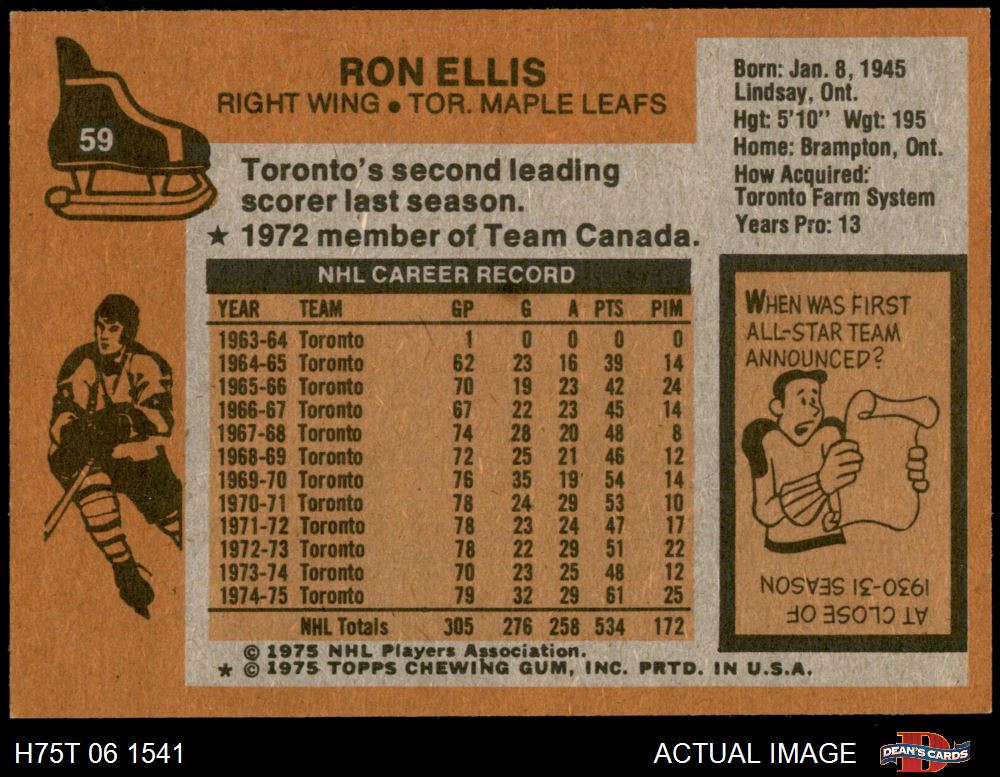 59
RON ELLIS
RIGHT WING • TOR. MAPLE LEAFS
Toronto's second leading
scorer last season.
★ 1972 member of Team Canada.
Born: Jan. 8, 1945
Lindsay, Ont.
Hgt: 5'10" Wgt: 195
Home: Brampton, Ont.
How Acquired:
Toronto Farm System
Years Pro: 13
NHL CAREER RECORD
YEAR TEAM GP G A PTS PIM
1963-64 Toronto 1 0 0 0 0
1964-65 Toronto 62 23 16 39 14
1965-66 Toronto 70 19 23 42 24
1966-67 Toronto 67 22 23 45 14
1967-68 Toronto 74 28 20 48 8
1968-69 Toronto 72 25 21 46 12
1969-70 Toronto 76 35 19 54 14
1970-71 Toronto 78 24 29 53 10
1971-72 Toronto 78 23 24 47 17
1972-73 Toronto 78 22 29 51 22
1973-74 Toronto 70 23 25 48 12
1974-75 Toronto 79 32 29 61 25
NHL Totals 305 276 258 534 172
© 1975 NHL Players Association.
★ © 1975 TOPPS CHEWING GUM, INC. PRTD. IN U.S.A.
WHEN WAS FIRST
ALL-STAR TEAM
ANNOUNCED?
AT CLOSE OF
1930-31 SEASON
H75T 06 1541
ACTUAL IMAGE
DEAN'S CARDS